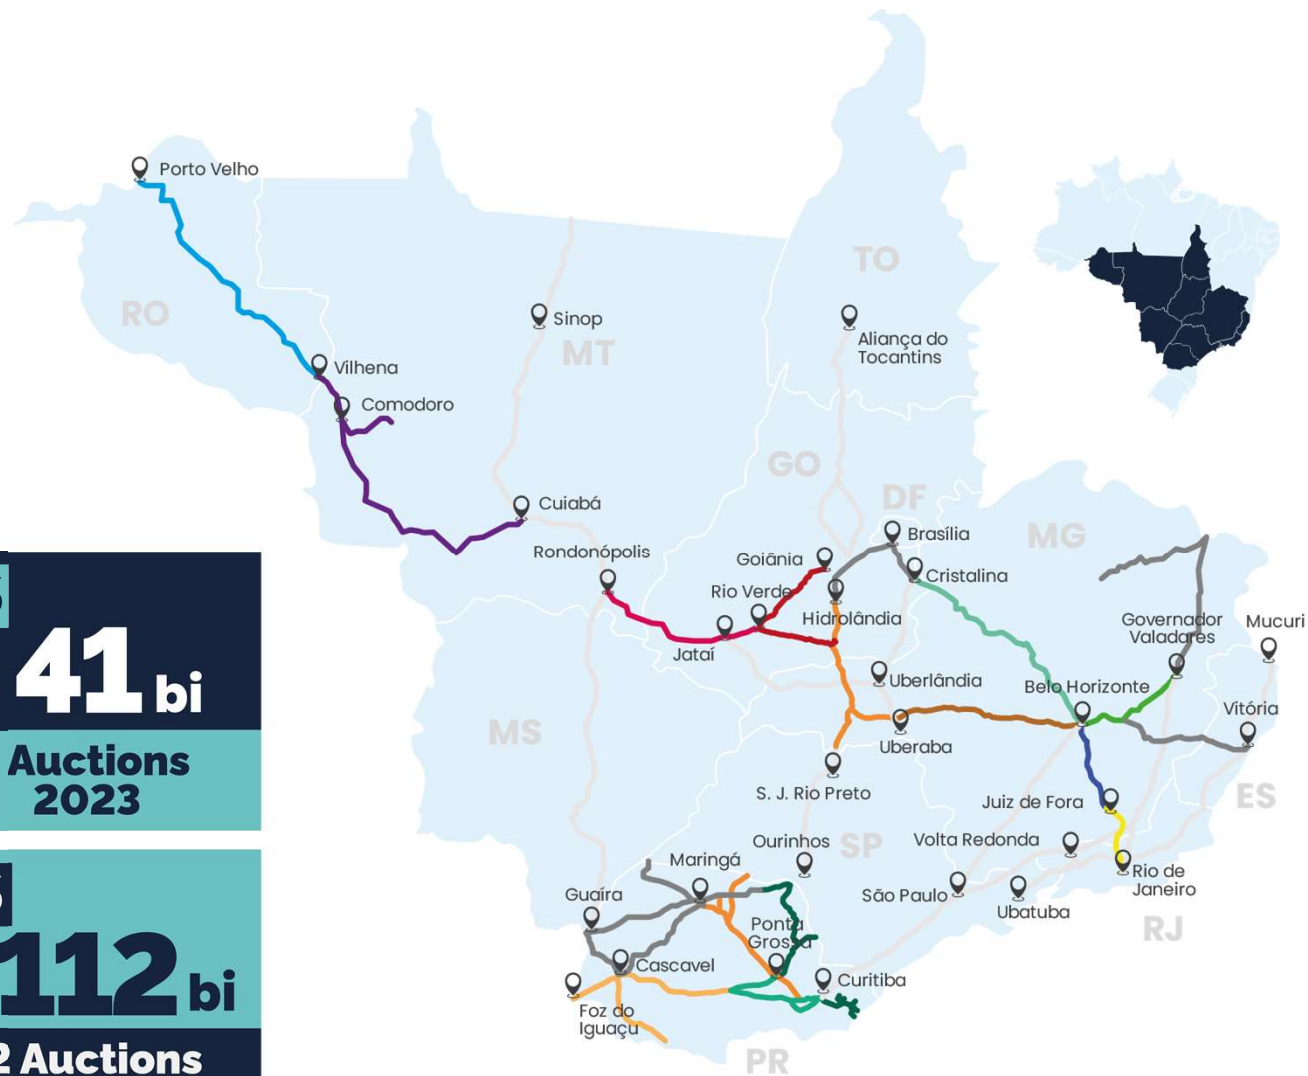 Porto Velho
RO
Vilhena
Comodoro
Sinop
MT
TO
Aliança do
Tocantins
GO
DF
MG
Cuiabá
Rondonópolis
Goiânia
Brasília
Cristalina
Rio Verde
Hidrolândia
Jataí
Governador
Valadares
Mucuri
Uberlândia
Belo Horizonte
Vitória
MS
Uberaba
S. J. Rio Preto
Juiz de Fora
ES
Ourinhos
SP
Volta Redonda
Maringá
Rio de
Janeiro
São Paulo
Ubatuba
RJ
Guaíra
Ponta
Grossa
Cascavel
Curitiba
Foz do
Iguaçu
PR
41 bi
Auctions
2023
112 bi
2 Auctions